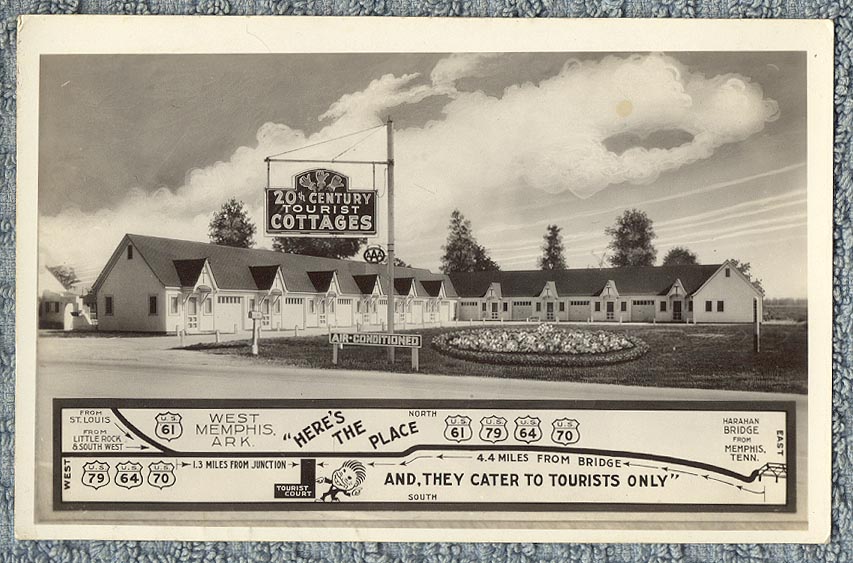 20th CENTURY
TOURIST
COTTAGES
AAA
AIR-CONDITIONED
FROM
ST. LOUIS
FROM
LITTLE ROCK
& SOUTH WEST
U.S.
61
WEST
MEMPHIS,
ARK.
"HERE'S
THE
PLACE
NORTH
U.S. U.S. U.S. U.S.
61 79 64 70
HARAHAN
BRIDGE
FROM
MEMPHIS,
TENN.
EAST
WEST
U.S. U.S. U.S.
79 64 70
1.3 MILES FROM JUNCTION
TOURIST
COURT
4.4 MILES FROM BRIDGE
AND, THEY CATER TO TOURISTS ONLY"
SOUTH